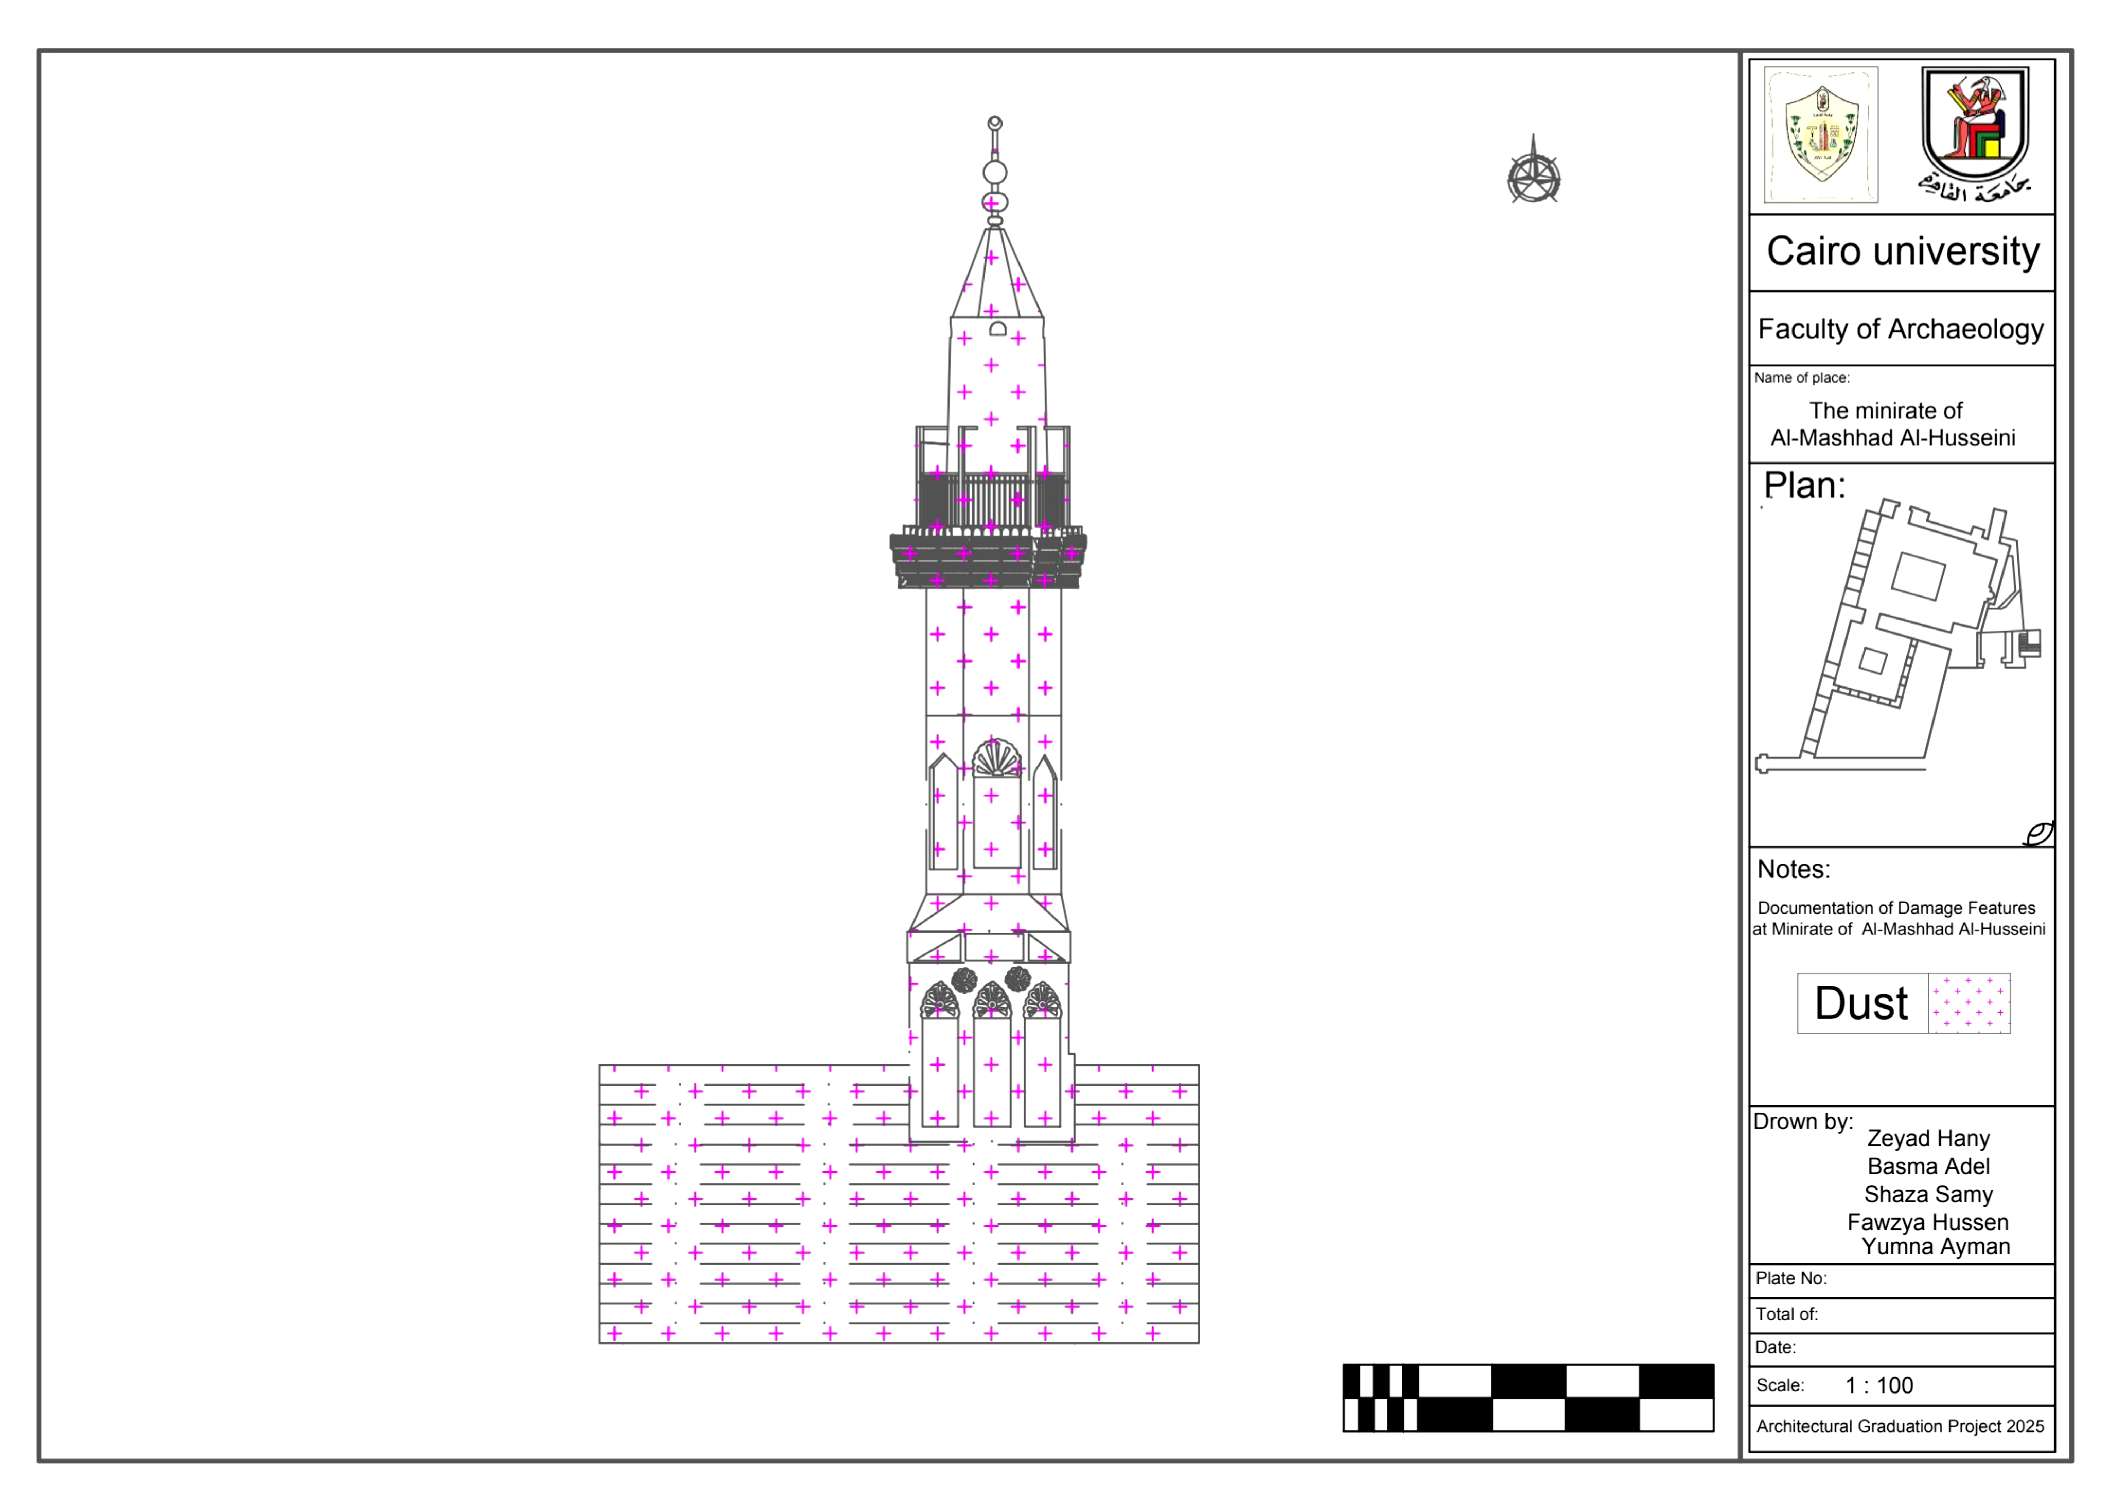 جامعة القاهرة
Cairo university
Faculty of Archaeology
Name of place:
The minirate of
Al-Mashhad Al-Husseini
Plan:
Notes:
Documentation of Damage Features
at Minirate of Al-Mashhad Al-Husseini
Dust
Drown by:
Zeyad Hany
Basma Adel
Shaza Samy
Fawzya Hussen
Yumna Ayman
Plate No:
Total of:
Date:
Scale: 1 : 100
Architectural Graduation Project 2025